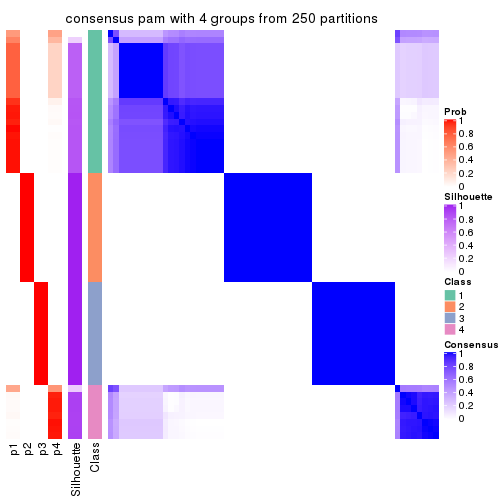 consensus pam with 4 groups from 250 partitions
Prob
1
0.8
0.6
0.4
0.2
0
Silhouette
1
0.8
0.6
0.4
0.2
0
Class
1
2
3
4
Consensus
1
0.8
0.6
0.4
0.2
0
p1
p2
p3
p4
Silhouette
Class